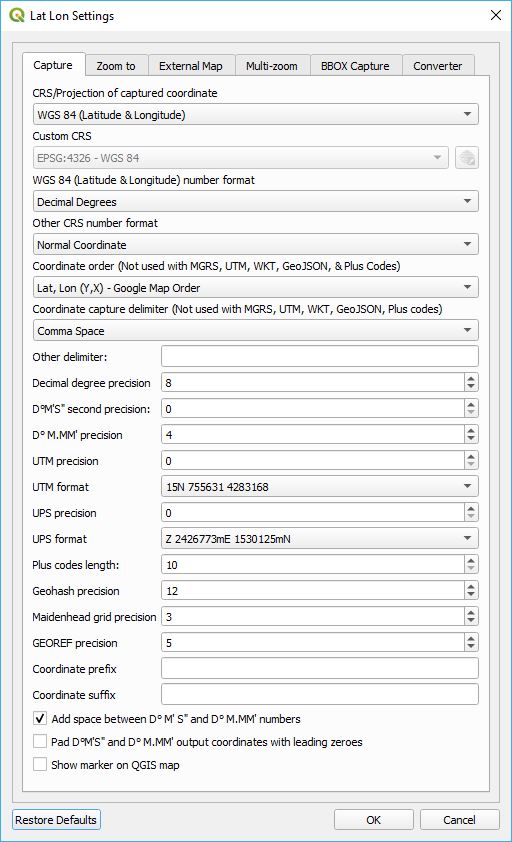 Lat Lon Settings
Capture Zoom to External Map Multi-zoom BBOX Capture Converter
CRS/Projection of captured coordinate
WGS 84 (Latitude & Longitude)
Custom CRS
EPSG:4326 - WGS 84
WGS 84 (Latitude & Longitude) number format
Decimal Degrees
Other CRS number format
Normal Coordinate
Coordinate order (Not used with MGRS, UTM, WKT, GeoJSON, & Plus Codes)
Lat, Lon (Y,X) - Google Map Order
Coordinate capture delimiter (Not used with MGRS, UTM, WKT, GeoJSON, Plus codes)
Comma Space
Other delimiter:
Decimal degree precision 8
D°M'S" second precision: 0
D° M.MM' precision 4
UTM precision 0
UTM format 15N 755631 4283168
UPS precision 0
UPS format Z 2426773mE 1530125mN
Plus codes length: 10
Geohash precision 12
Maidenhead grid precision 3
GEOREF precision 5
Coordinate prefix
Coordinate suffix
Add space between D° M' S" and D° M.MM' numbers
Pad D°M'S" and D° M.MM' output coordinates with leading zeroes
Show marker on QGIS map
Restore Defaults OK Cancel